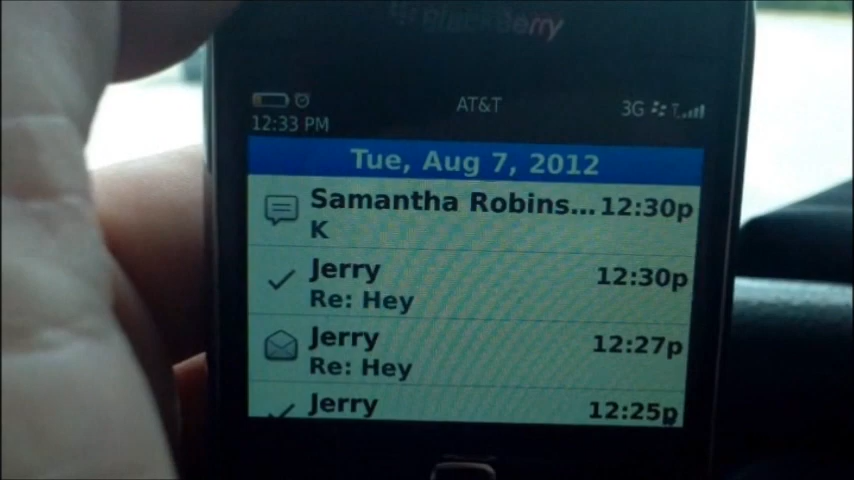 BlackBerry
AT&T 3G
12:33 PM
Tue, Aug 7, 2012
Samantha Robins... 12:30p
K
Jerry 12:30p
Re: Hey
Jerry 12:27p
Re: Hey
Jerry 12:25p